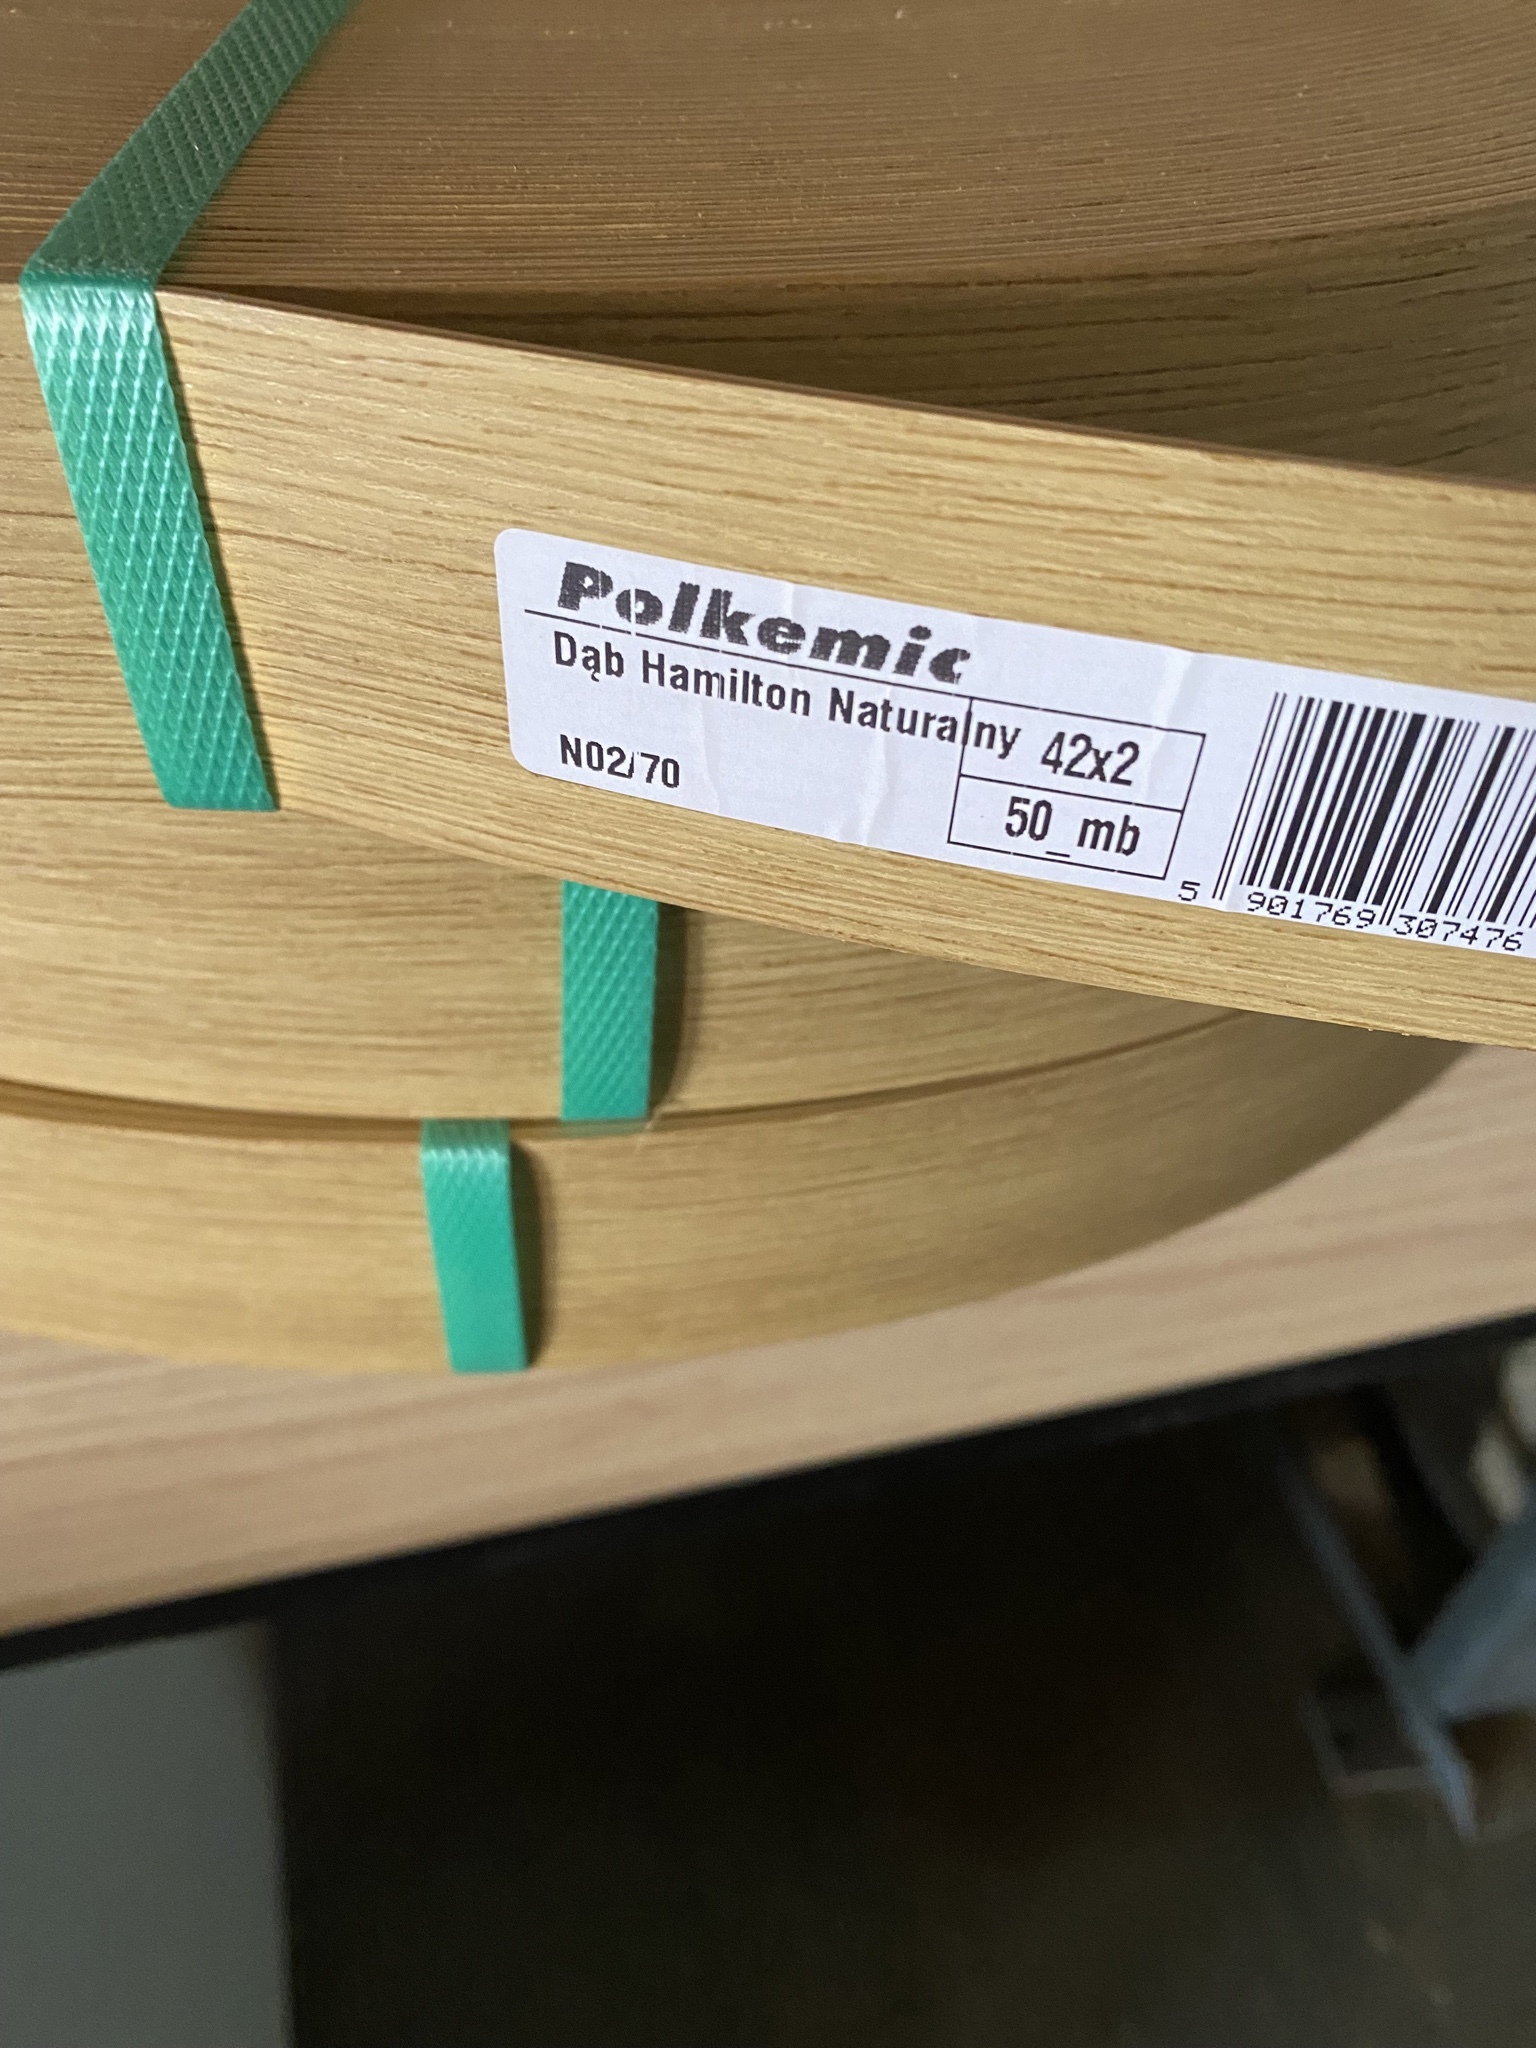 Polkemic
Dąb Hamilton Naturalny 42x2
N02/70
50_mb
5 901769 307476